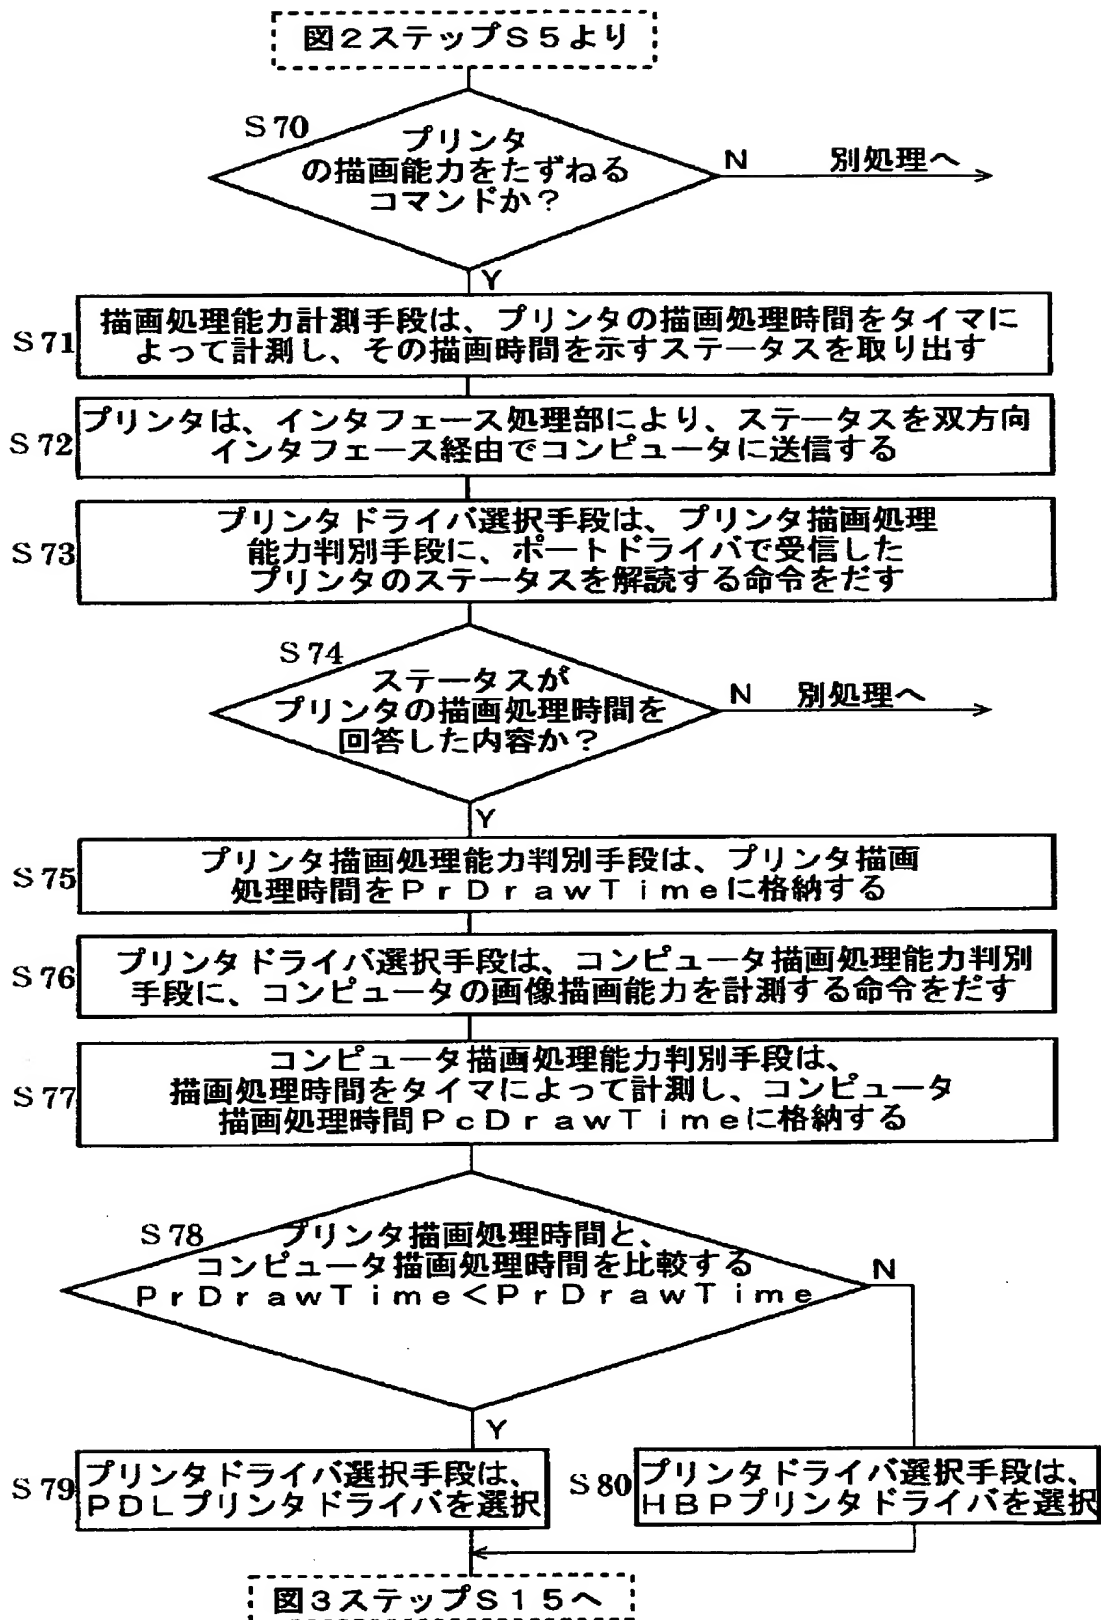 図2ステップS5より
S70
プリンタ
の描画能力をたずねる
コマンドか?
N 別処理へ
Y
S71
描画処理能力計測手段は、プリンタの描画処理時間をタイマに
よって計測し、その描画時間を示すステータスを取り出す
S72
プリンタは、インタフェース処理部により、ステータスを双方向
インタフェース経由でコンピュータに送信する
S73
プリンタドライバ選択手段は、プリンタ描画処理
能力判別手段に、ポートドライバで受信した
プリンタのステータスを解読する命令をだす
S74
ステータスが
プリンタの描画処理時間を
回答した内容か?
N 別処理へ
Y
S75
プリンタ描画処理能力判別手段は、プリンタ描画
処理時間をPrDrawTimeに格納する
S76
プリンタドライバ選択手段は、コンピュータ描画処理能力判別
手段に、コンピュータの画像描画能力を計測する命令をだす
S77
コンピュータ描画処理能力判別手段は、
描画処理時間をタイマによって計測し、コンピュータ
描画処理時間PcDrawTimeに格納する
S78
プリンタ描画処理時間と、
コンピュータ描画処理時間を比較する
PrDrawTime<PrDrawTime
N
Y
S79
プリンタドライバ選択手段は、
PDLプリンタドライバを選択
S80
プリンタドライバ選択手段は、
HBPプリンタドライバを選択
図3ステップS15へ